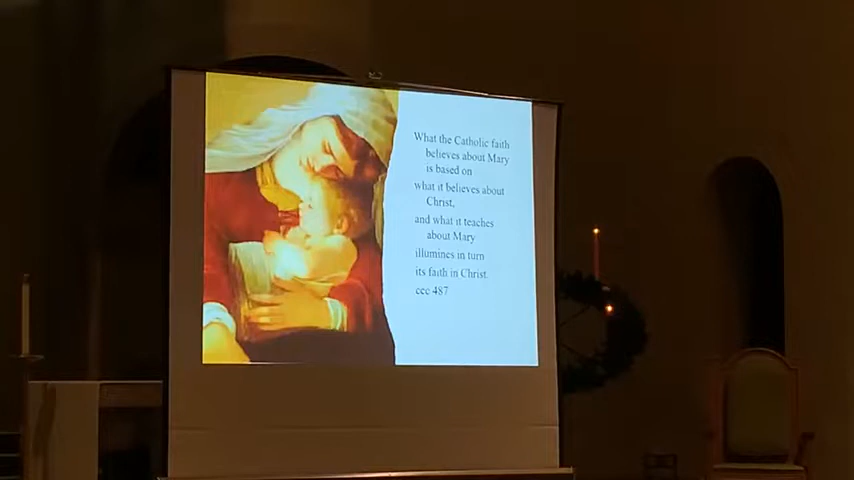 What the Catholic faith
believes about Mary
is based on
what it believes about
Christ,
and what it teaches
about Mary
illumines in turn
its faith in Christ.
ccc 487